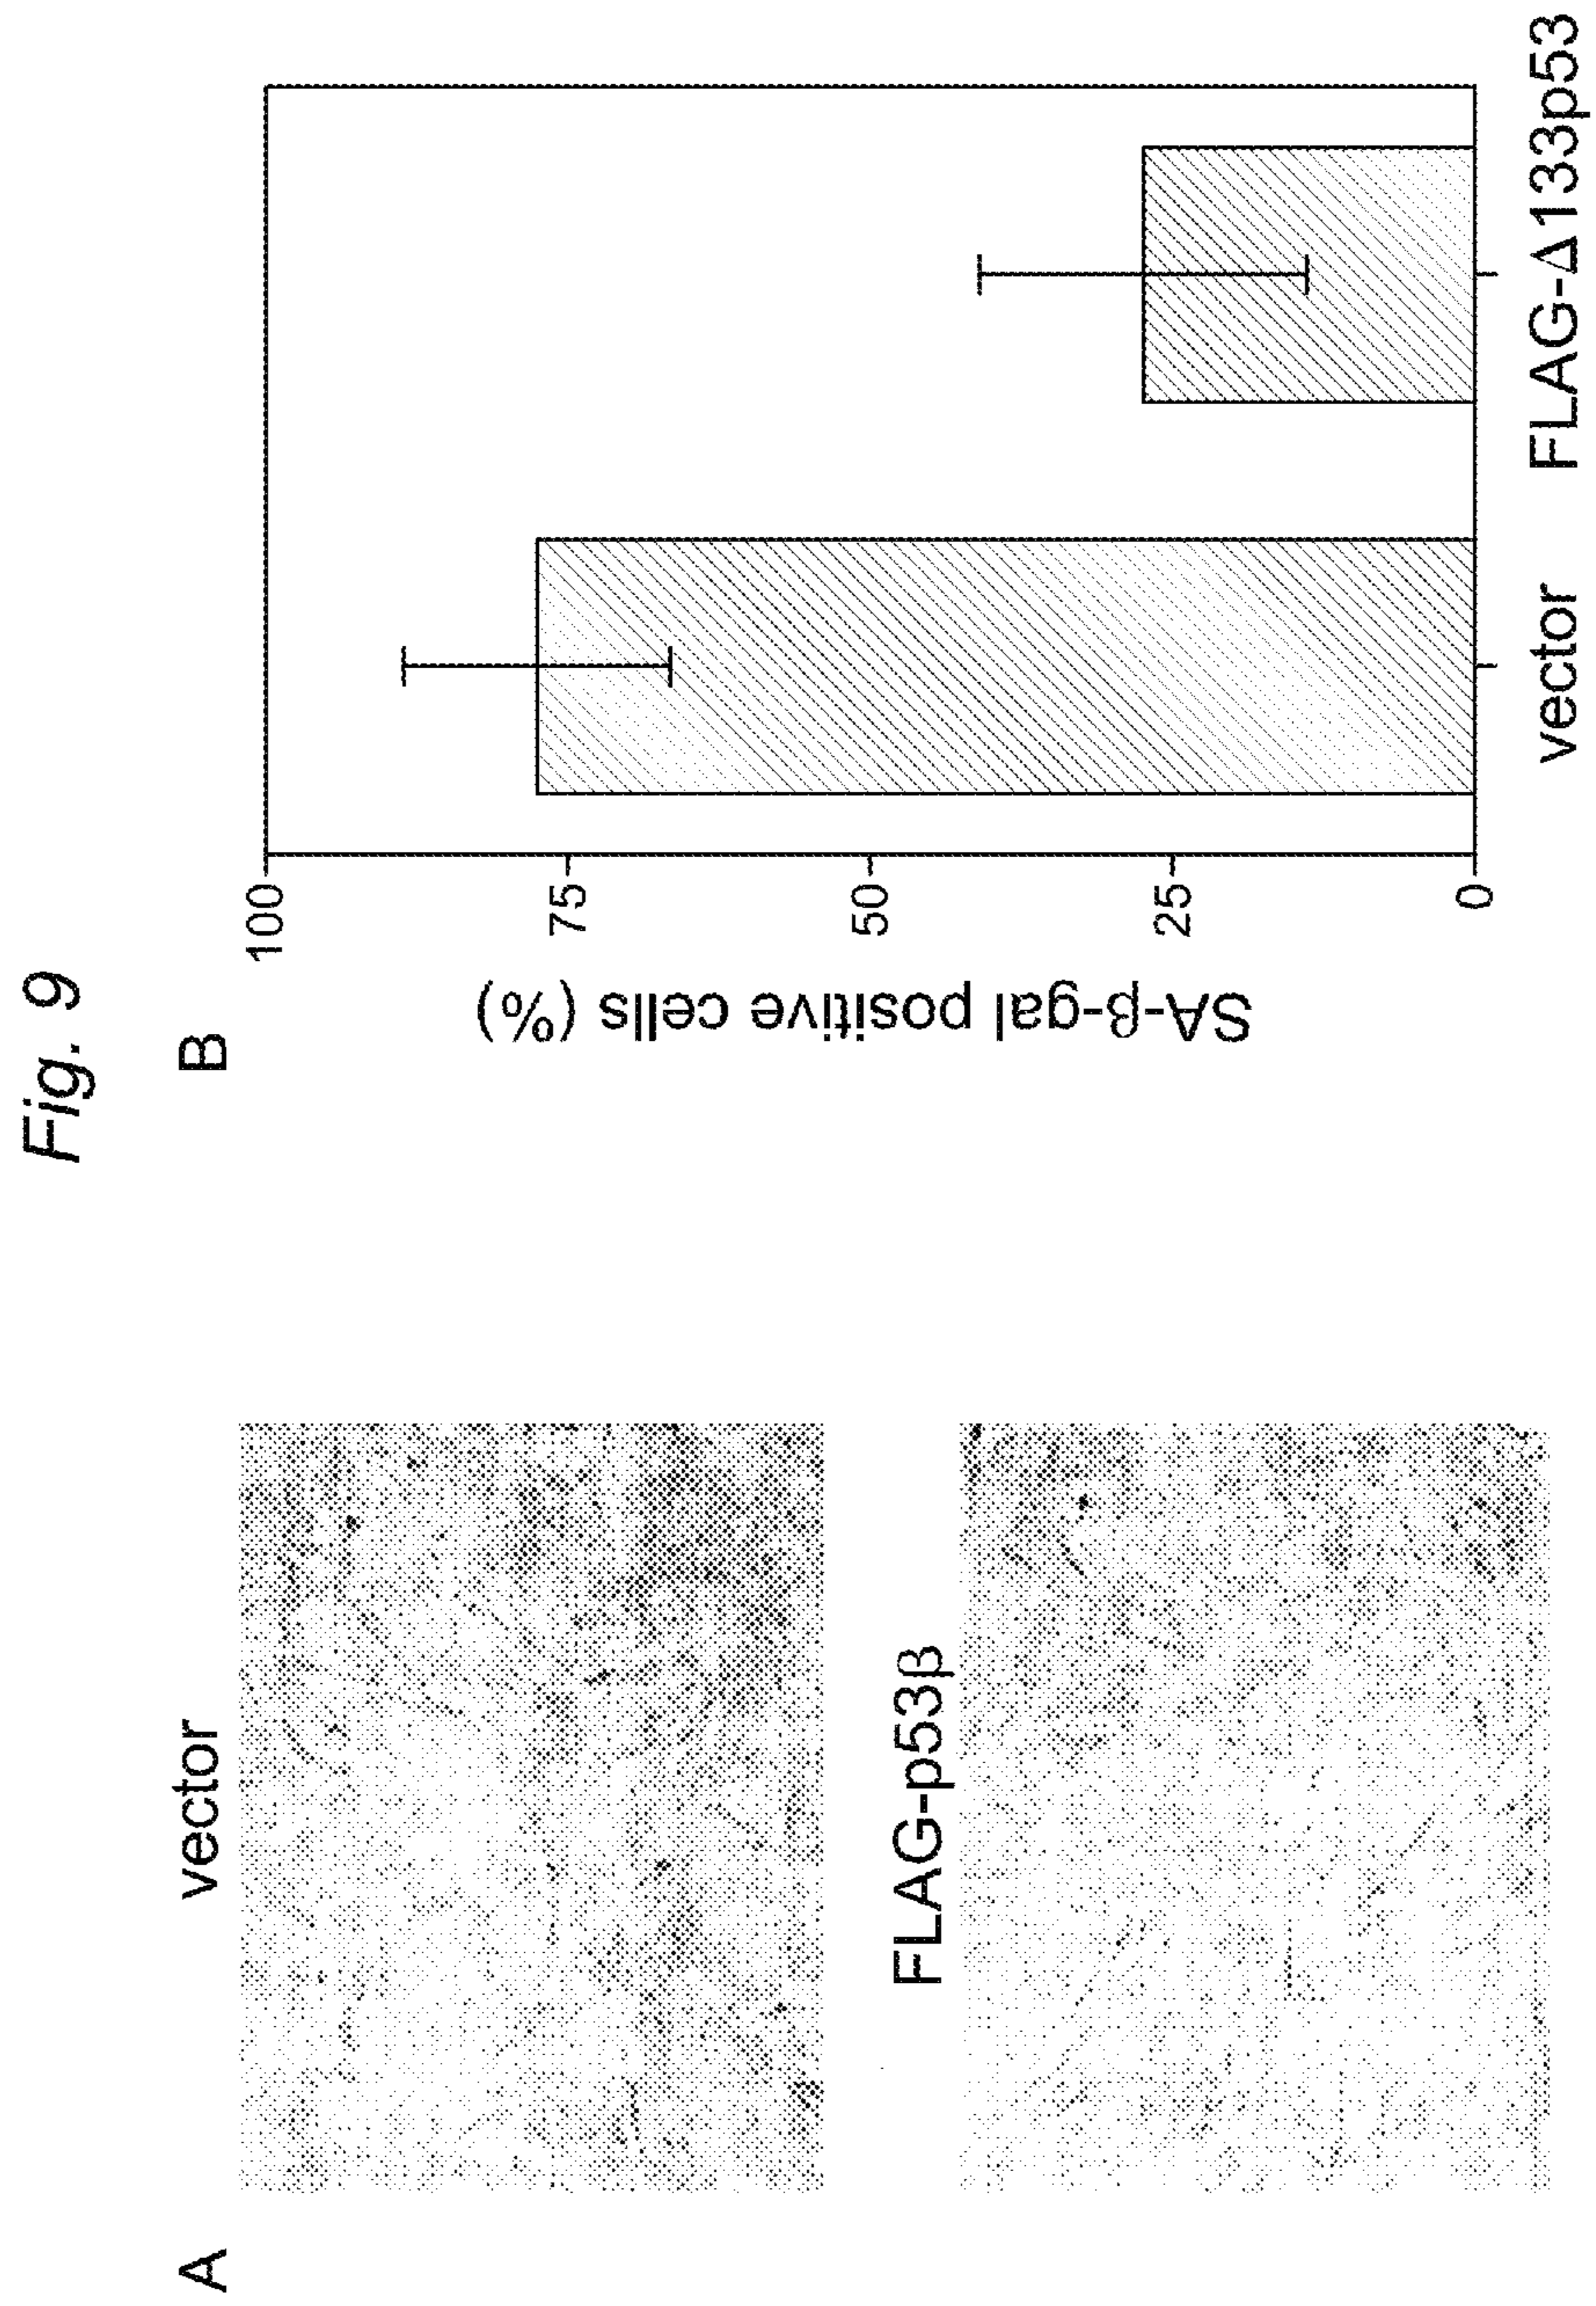 Fig. 9
A
vector
FLAG-p53β
B
SA-β-gal positive cells (%)
100
75
50
25
0
vector
FLAG-Δ133p53